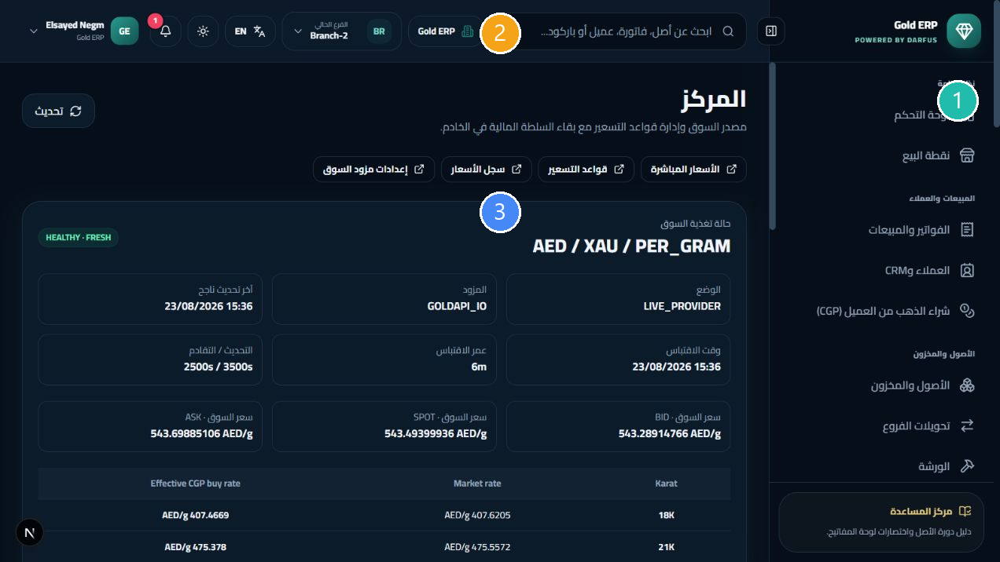 Gold ERP
POWERED BY DARFUS
ابحث عن أصل، فاتورة، عميل أو باركود...
2
Gold ERP
BR
الفرع الحالي
Branch-2
EN
1
GE
Elsayed Negm
Gold ERP
1
التحكم
نقطة البيع
المبيعات والعملاء
الفواتير والمبيعات
العملاء وCRM
شراء الذهب من العميل (CGP)
الأصول والمخزون
الأصول والمخزون
تحويلات الفروع
الورشة
مركز المساعدة
دليل دورة الأصل واختصارات لوحة المفاتيح.
المركز
مصدر السوق وإدارة قواعد التسعير مع بقاء السلطة المالية في الخادم.
تحديث
الأسعار المباشرة
قواعد التسعير
سجل الأسعار
إعدادات مزود السوق
3
حالة تغذية السوق
AED / XAU / PER_GRAM
HEALTHY · FRESH
الوضع
LIVE_PROVIDER
المزود
GOLDAPI_IO
آخر تحديث ناجح
23/08/2026 15:36
وقت الاقتباس
23/08/2026 15:36
عمر الاقتباس
6m
التحديث / التقادم
2500s / 3500s
سعر السوق · BID
543.28914766 AED/g
سعر السوق · SPOT
543.49399936 AED/g
سعر السوق · ASK
543.69885106 AED/g
Karat
Market rate
Effective CGP buy rate
18K
AED/g 407.6205
AED/g 407.4669
21K
AED/g 475.5572
AED/g 475.378
N